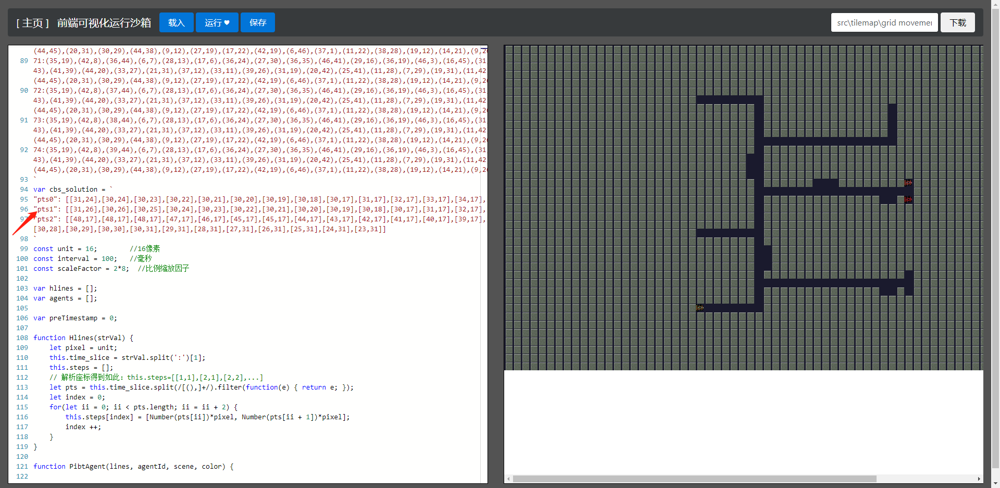 [ 主页 ] 前端可视化运行沙箱 载入 运行 ♥ 保存 src\tilemap\grid movemen 下载
(44,45),(20,31),(30,29),(44,38),(9,12),(27,19),(17,22),(42,19),(6,46),(37,1),(11,22),(38,28),(19,12),(14,21),(9,20
89 71:(35,19),(42,8),(36,44),(6,7),(28,13),(17,6),(36,24),(27,30),(36,35),(46,41),(29,16),(36,19),(46,3),(16,45),(31
43),(41,39),(44,20),(33,27),(21,31),(37,12),(33,11),(39,26),(31,19),(20,42),(25,41),(11,28),(7,29),(19,31),(11,42
(44,45),(20,31),(30,29),(44,38),(9,12),(27,19),(17,22),(42,19),(6,46),(37,1),(11,22),(38,28),(19,12),(14,21),(9,20
90 72:(35,19),(42,8),(37,44),(6,7),(28,13),(17,6),(36,24),(27,30),(36,35),(46,41),(29,16),(36,19),(46,3),(16,45),(31
43),(41,39),(44,20),(33,27),(21,31),(37,12),(33,11),(39,26),(31,19),(20,42),(25,41),(11,28),(7,29),(19,31),(11,42
(44,45),(20,31),(30,29),(44,38),(9,12),(27,19),(17,22),(42,19),(6,46),(37,1),(11,22),(38,28),(19,12),(14,21),(9,20
91 73:(35,19),(42,8),(38,44),(6,7),(28,13),(17,6),(36,24),(27,30),(36,35),(46,41),(29,16),(36,19),(46,3),(16,45),(31
43),(41,39),(44,20),(33,27),(21,31),(37,12),(33,11),(39,26),(31,19),(20,42),(25,41),(11,28),(7,29),(19,31),(11,42
(44,45),(20,31),(30,29),(44,38),(9,12),(27,19),(17,22),(42,19),(6,46),(37,1),(11,22),(38,28),(19,12),(14,21),(9,20
92 74:(35,19),(42,8),(39,44),(6,7),(28,13),(17,6),(36,24),(27,30),(36,35),(46,41),(29,16),(36,19),(46,3),(16,45),(31
43),(41,39),(44,20),(33,27),(21,31),(37,12),(33,11),(39,26),(31,19),(20,42),(25,41),(11,28),(7,29),(19,31),(11,42
(44,45),(20,31),(30,29),(44,38),(9,12),(27,19),(17,22),(42,19),(6,46),(37,1),(11,22),(38,28),(19,12),(14,21),(9,20
93 `
94 var cbs_solution = `
95 "pts0": [[31,24],[30,24],[30,23],[30,22],[30,21],[30,20],[30,19],[30,18],[30,17],[31,17],[32,17],[33,17],[34,17],
96 "pts1": [[31,26],[30,26],[30,25],[30,24],[30,23],[30,22],[30,21],[30,20],[30,19],[30,18],[30,17],[31,17],[32,17],
97 "pts2": [[48,17],[48,17],[48,17],[47,17],[46,17],[45,17],[45,17],[44,17],[43,17],[42,17],[41,17],[40,17],[39,17],
[30,28],[30,29],[30,30],[30,31],[29,31],[28,31],[27,31],[26,31],[25,31],[24,31],[23,31]]
98 `
99 const unit = 16; //16像素
100 const interval = 100; //毫秒
101 const scaleFactor = 2*8; //比例缩放因子
102
103 var hlines = [];
104 var agents = [];
105
106 var preTimestamp = 0;
107
108 function Hlines(strVal) {
109 let pixel = unit;
110 this.time_slice = strVal.split(':')[1];
111 this.steps = [];
112 // 解析座标得到如此：this.steps=[[1,1],[2,1],[2,2],...]
113 let pts = this.time_slice.split(/[(),]+/).filter(function(e) { return e; });
114 let index = 0;
115 for(let ii = 0; ii < pts.length; ii = ii + 2) {
116 this.steps[index] = [Number(pts[ii])*pixel, Number(pts[ii + 1])*pixel];
117 index ++;
118 }
119 }
120
121 function PibtAgent(lines, agentId, scene, color) {
122